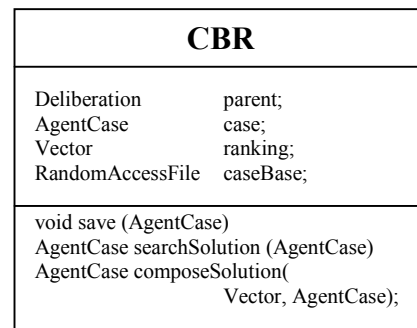 CBR
Deliberation parent;
AgentCase case;
Vector ranking;
RandomAccessFile caseBase;
void save (AgentCase)
AgentCase searchSolution (AgentCase)
AgentCase composeSolution(
Vector, AgentCase);